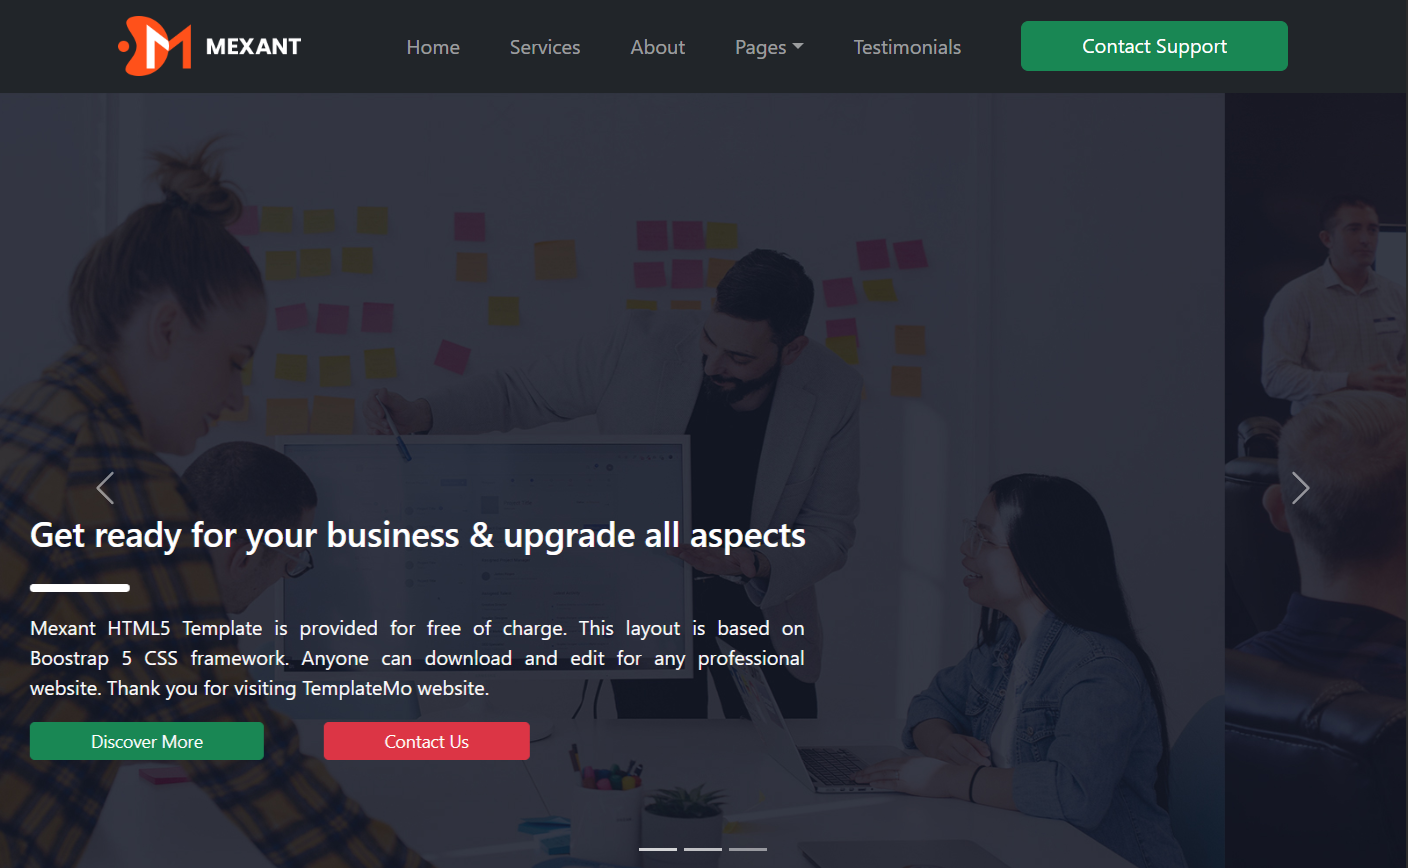 MEXANT
Home Services About Pages Testimonials Contact Support
Get ready for your business & upgrade all aspects
Mexant HTML5 Template is provided for free of charge. This layout is based on
Boostrap 5 CSS framework. Anyone can download and edit for any professional
website. Thank you for visiting TemplateMo website.
Discover More Contact Us